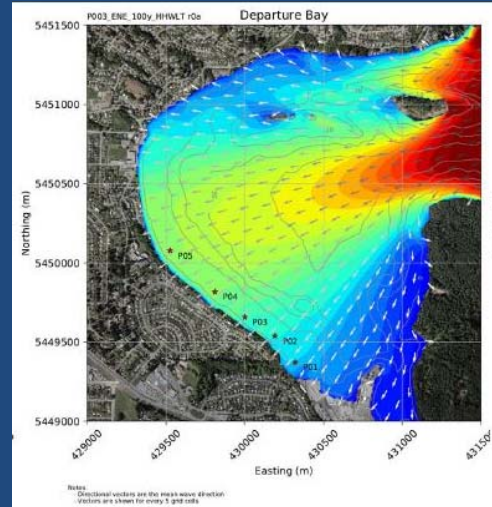 P003_ENE_100y_HHWLT r0a
Departure Bay
5451500
5451000
5450500
5450000
5449500
5449000
Northing (m)
P05
P04
P03
P02
P01
429000
429500
430000
430500
431000
43150
Easting (m)
Notes:
- Directional vectors are the mean wave direction
- Vectors are shown for every 5 grid cells